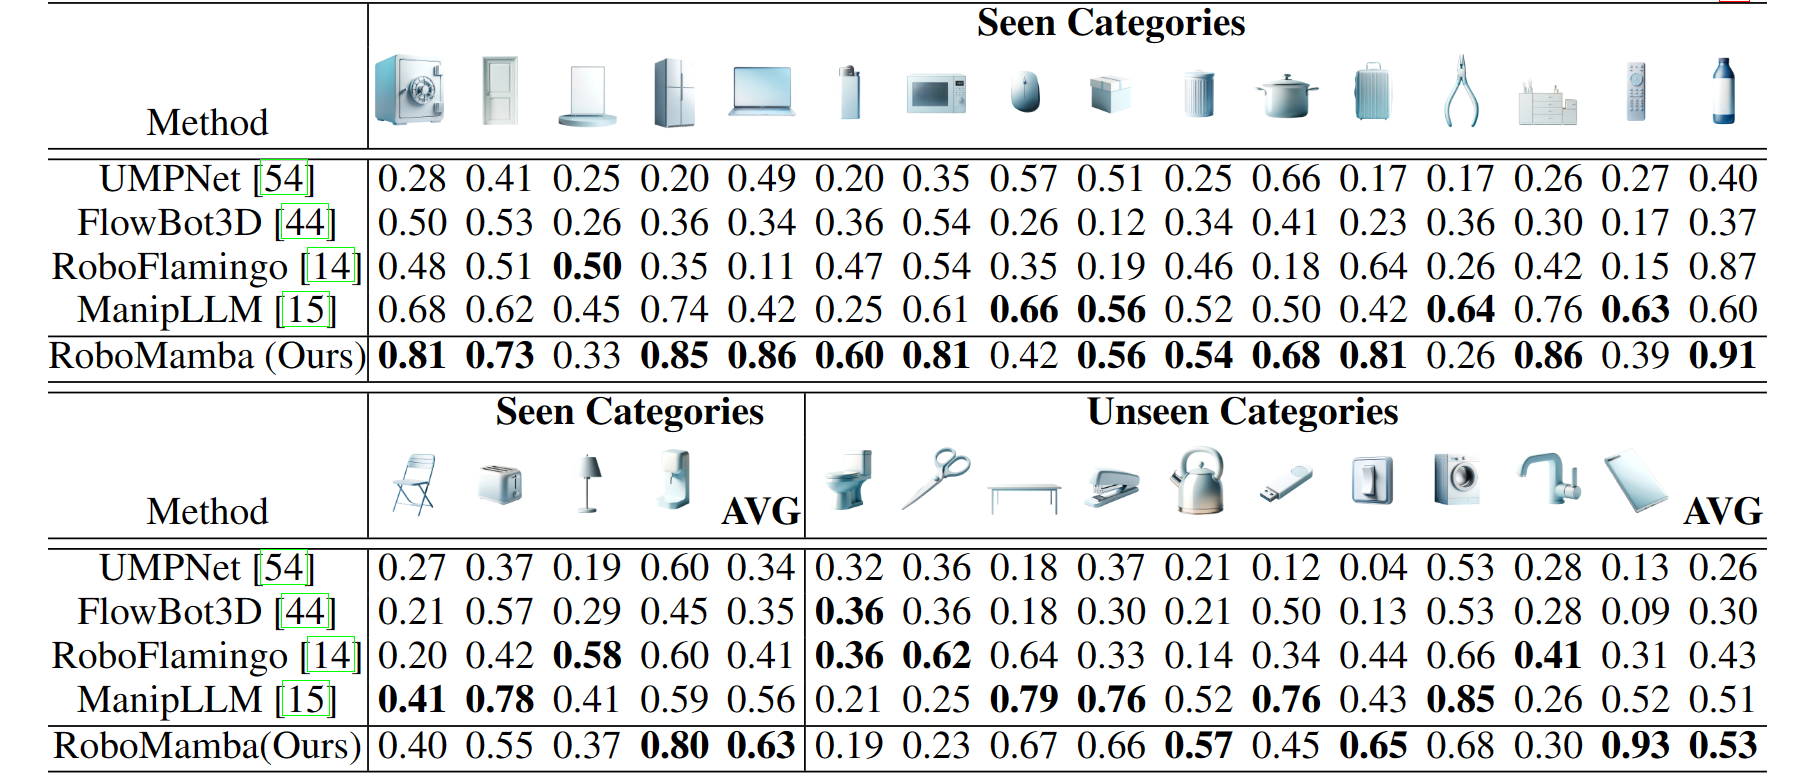 Seen Categories
Method
UMPNet [54] 0.28 0.41 0.25 0.20 0.49 0.20 0.35 0.57 0.51 0.25 0.66 0.17 0.17 0.26 0.27 0.40
FlowBot3D [44] 0.50 0.53 0.26 0.36 0.34 0.36 0.54 0.26 0.12 0.34 0.41 0.23 0.36 0.30 0.17 0.37
RoboFlamingo [14] 0.48 0.51 0.50 0.35 0.11 0.47 0.54 0.35 0.19 0.46 0.18 0.64 0.26 0.42 0.15 0.87
ManipLLM [15] 0.68 0.62 0.45 0.74 0.42 0.25 0.61 0.66 0.56 0.52 0.50 0.42 0.64 0.76 0.63 0.60
RoboMamba (Ours) 0.81 0.73 0.33 0.85 0.86 0.60 0.81 0.42 0.56 0.54 0.68 0.81 0.26 0.86 0.39 0.91
Seen Categories Unseen Categories
Method AVG AVG
UMPNet [54] 0.27 0.37 0.19 0.60 0.34 0.32 0.36 0.18 0.37 0.21 0.12 0.04 0.53 0.28 0.13 0.26
FlowBot3D [44] 0.21 0.57 0.29 0.45 0.35 0.36 0.36 0.18 0.30 0.21 0.50 0.13 0.53 0.28 0.09 0.30
RoboFlamingo [14] 0.20 0.42 0.58 0.60 0.41 0.36 0.62 0.64 0.33 0.14 0.34 0.44 0.66 0.41 0.31 0.43
ManipLLM [15] 0.41 0.78 0.41 0.59 0.56 0.21 0.25 0.79 0.76 0.52 0.76 0.43 0.85 0.26 0.52 0.51
RoboMamba(Ours) 0.40 0.55 0.37 0.80 0.63 0.19 0.23 0.67 0.66 0.57 0.45 0.65 0.68 0.30 0.93 0.53